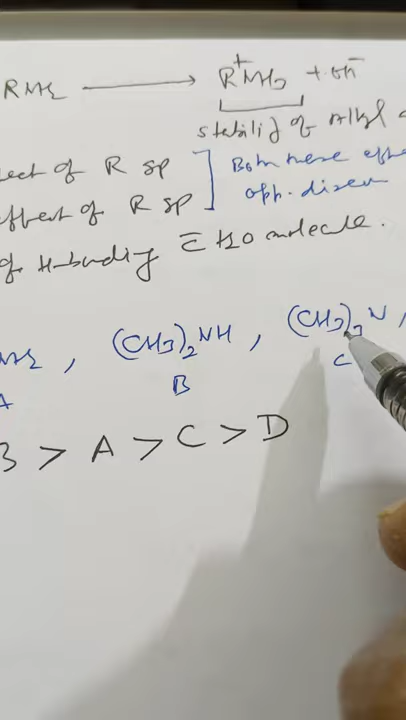 RNH2 ⟶ R⁺NH3 + OH⁻
stability of Alkyl
effect of R sp
effect of R sp
Both these effe
opp. direc
of H-bonding c̄ H2O molecule.
NH2 , (CH3)2NH , (CH3)3N ,
A B C
B > A > C > D